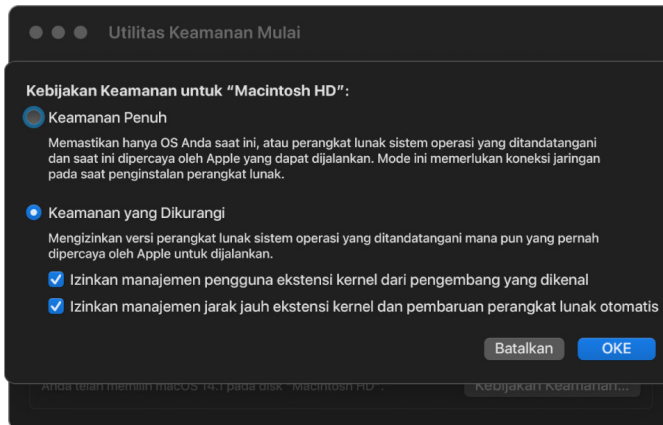 Utilitas Keamanan Mulai
Kebijakan Keamanan untuk “Macintosh HD”:
Keamanan Penuh
Memastikan hanya OS Anda saat ini, atau perangkat lunak sistem operasi yang ditandatangani
dan saat ini dipercaya oleh Apple yang dapat dijalankan. Mode ini memerlukan koneksi jaringan
pada saat penginstalan perangkat lunak.
Keamanan yang Dikurangi
Mengizinkan versi perangkat lunak sistem operasi yang ditandatangani mana pun yang pernah
dipercaya oleh Apple untuk dijalankan.
Izinkan manajemen pengguna ekstensi kernel dari pengembang yang dikenal
Izinkan manajemen jarak jauh ekstensi kernel dan pembaruan perangkat lunak otomatis
Batalkan OKE
Anda telah memilih macOS 14.1 pada disk "Macintosh HD". Kebijakan Keamanan...